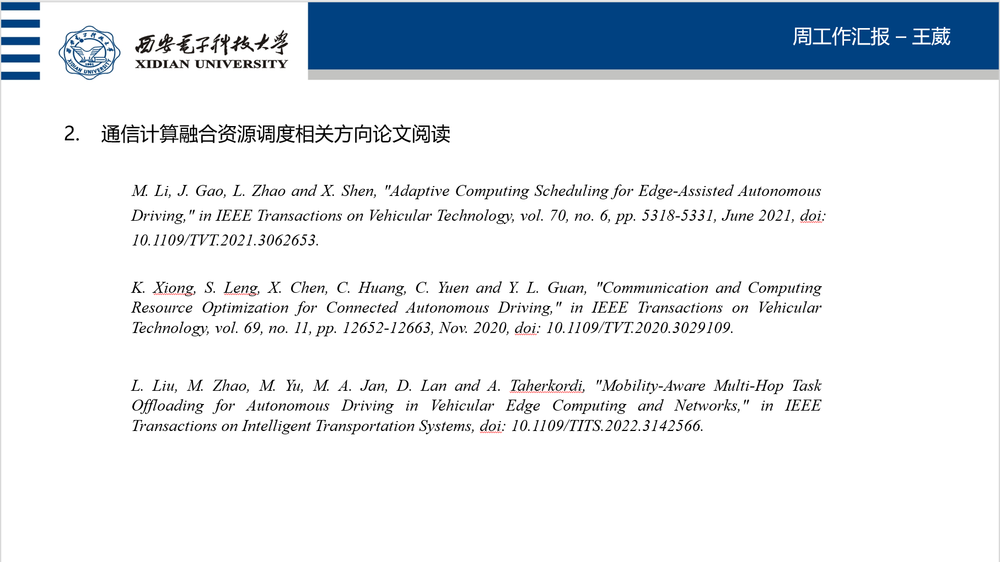 西安电子科技大学
XIDIAN UNIVERSITY
1931
XIDIAN UNIVERSITY
周工作汇报 – 王葳
2. 通信计算融合资源调度相关方向论文阅读
M. Li, J. Gao, L. Zhao and X. Shen, "Adaptive Computing Scheduling for Edge-Assisted Autonomous
Driving," in IEEE Transactions on Vehicular Technology, vol. 70, no. 6, pp. 5318-5331, June 2021, doi:
10.1109/TVT.2021.3062653.
K. Xiong, S. Leng, X. Chen, C. Huang, C. Yuen and Y. L. Guan, "Communication and Computing
Resource Optimization for Connected Autonomous Driving," in IEEE Transactions on Vehicular
Technology, vol. 69, no. 11, pp. 12652-12663, Nov. 2020, doi: 10.1109/TVT.2020.3029109.
L. Liu, M. Zhao, M. Yu, M. A. Jan, D. Lan and A. Taherkordi, "Mobility-Aware Multi-Hop Task
Offloading for Autonomous Driving in Vehicular Edge Computing and Networks," in IEEE
Transactions on Intelligent Transportation Systems, doi: 10.1109/TITS.2022.3142566.